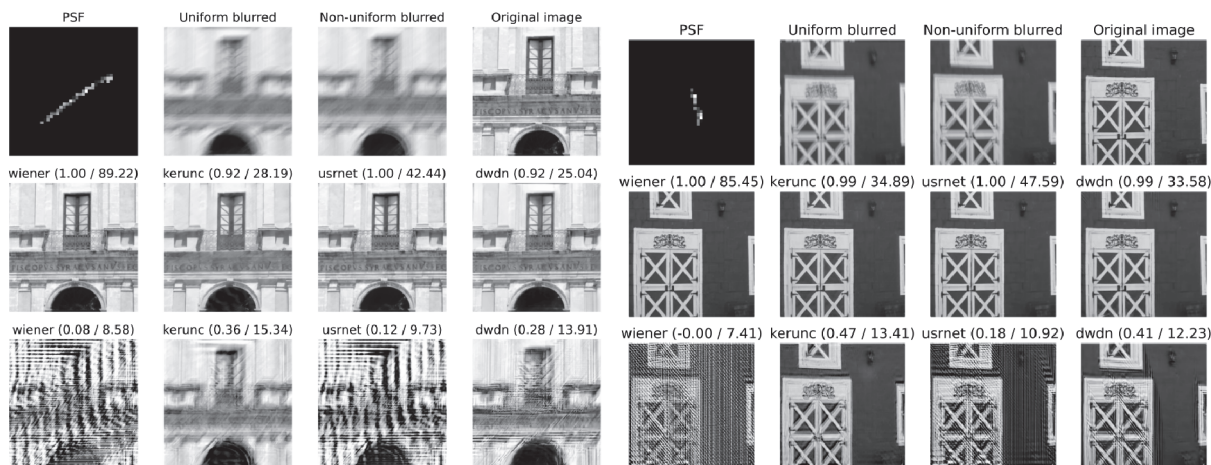 PSF Uniform blurred Non-uniform blurred Original image
wiener (1.00 / 89.22) kerunc (0.92 / 28.19) usrnet (1.00 / 42.44) dwdn (0.92 / 25.04)
wiener (0.08 / 8.58) kerunc (0.36 / 15.34) usrnet (0.12 / 9.73) dwdn (0.28 / 13.91)
PSF Uniform blurred Non-uniform blurred Original image
wiener (1.00 / 85.45) kerunc (0.99 / 34.89) usrnet (1.00 / 47.59) dwdn (0.99 / 33.58)
wiener (-0.00 / 7.41) kerunc (0.47 / 13.41) usrnet (0.18 / 10.92) dwdn (0.41 / 12.23)